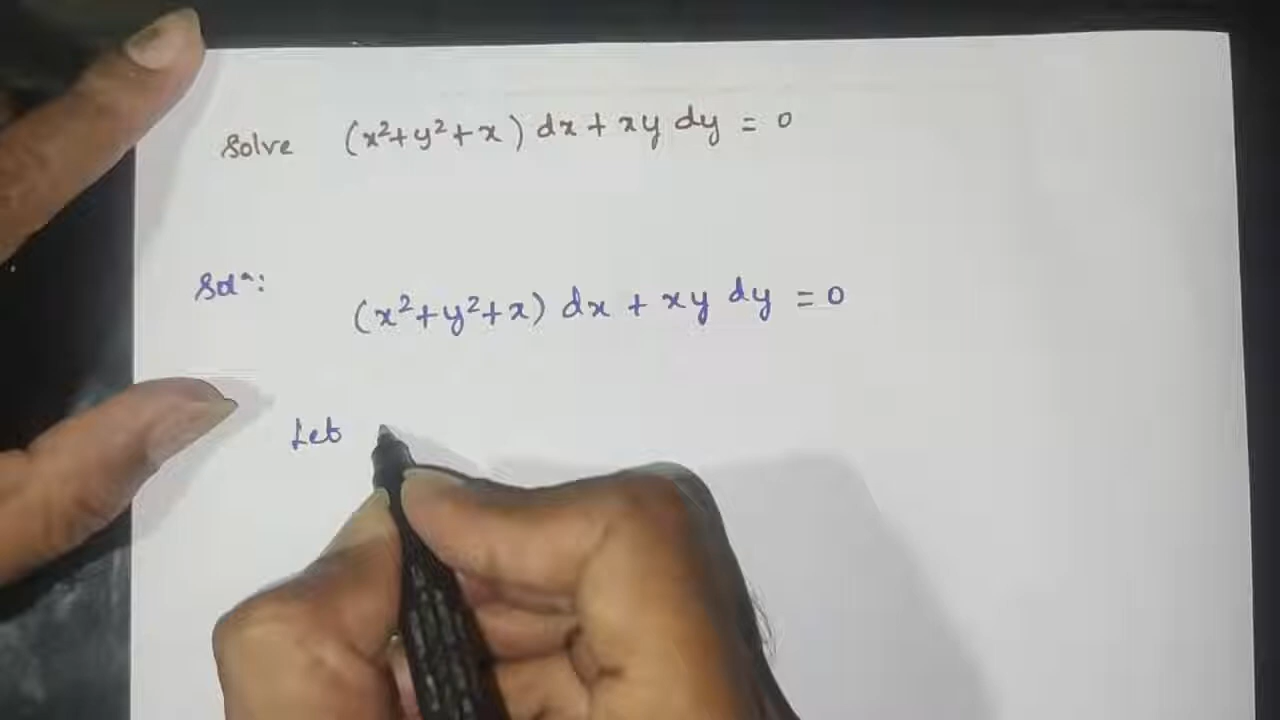 Solve (x²+y²+x) dx + xy dy = 0
Solⁿ:
(x²+y²+x) dx + xy dy = 0
Let